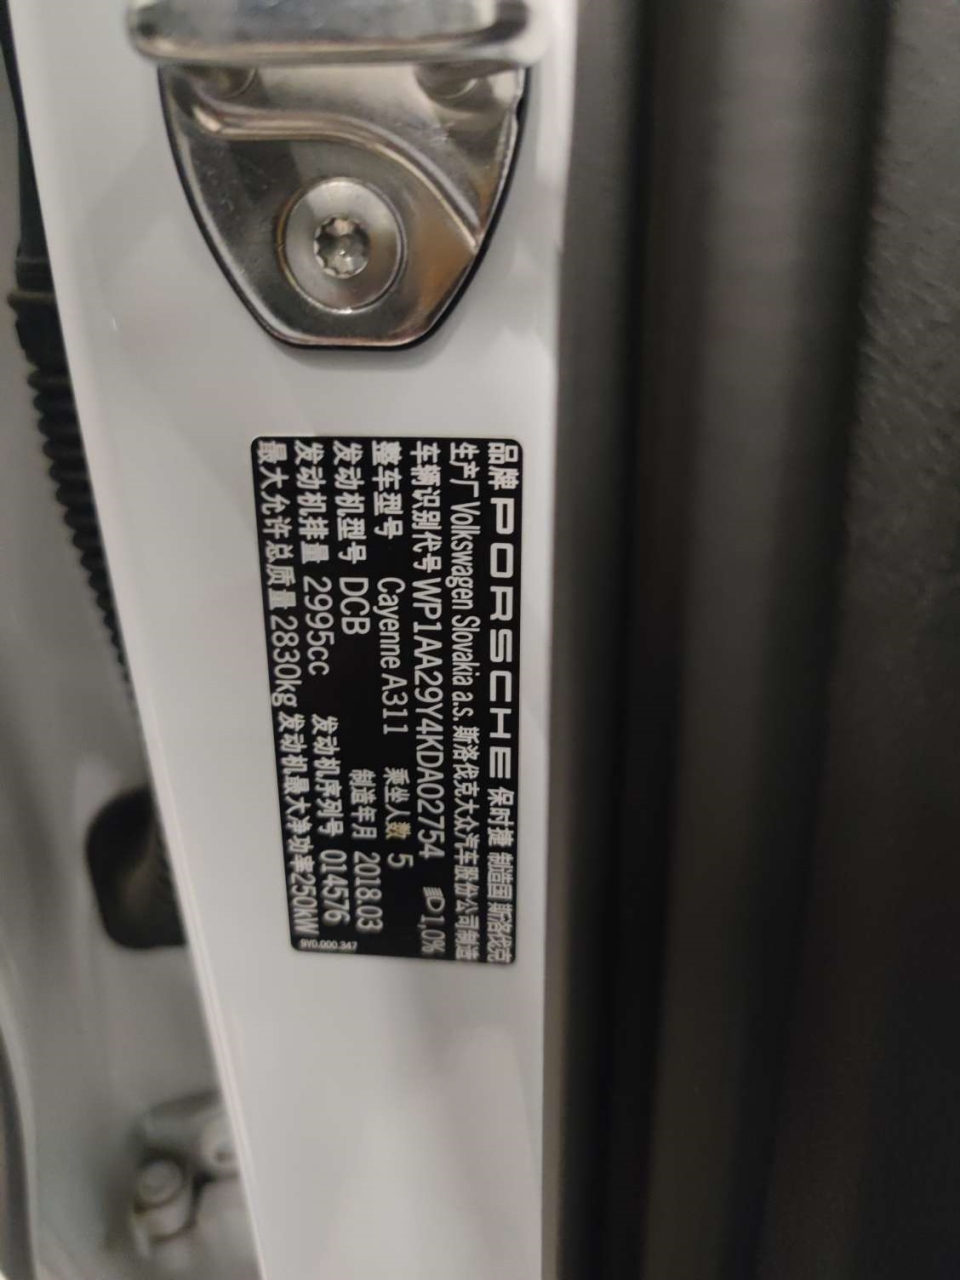 品牌 PORSCHE 保时捷 制造国 斯洛伐克
生产厂 Volkswagen Slovakia a.s. 斯洛伐克大众汽车股份公司制造
车辆识别代号 WP1AA29Y4KDA02754 1,0%
整车型号 Cayenne A311 乘坐人数 5
发动机型号 DCB 制造年月 2018.03
发动机排量 2995cc 发动机序列号 014576
最大允许总质量 2830kg 发动机最大净功率250kW
9Y0.000.347